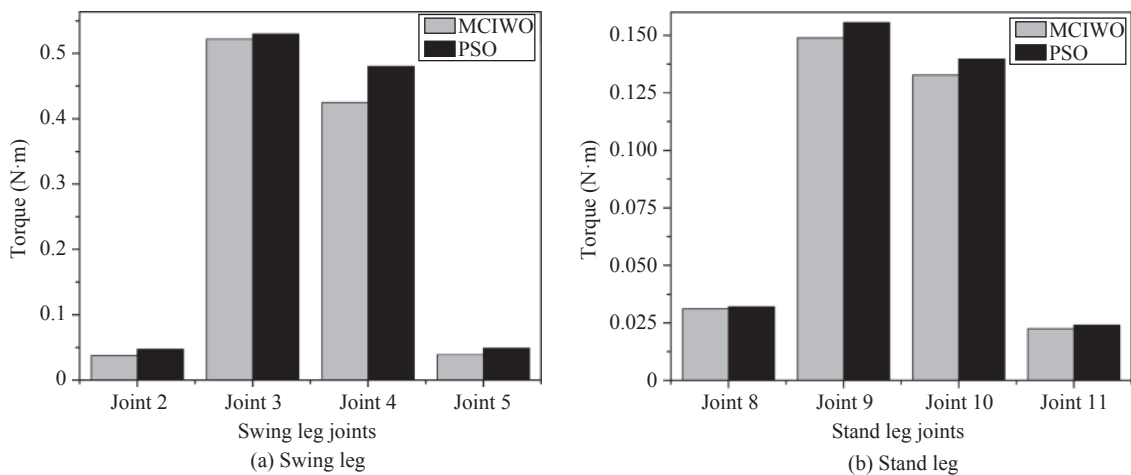 MCIWO
PSO
0.5
0.4
0.3
0.2
0.1
0
Torque (N·m)
Joint 2 Joint 3 Joint 4 Joint 5
Swing leg joints
(a) Swing leg
MCIWO
PSO
0.150
0.125
0.100
0.075
0.050
0.025
0
Torque (N·m)
Joint 8 Joint 9 Joint 10 Joint 11
Stand leg joints
(b) Stand leg